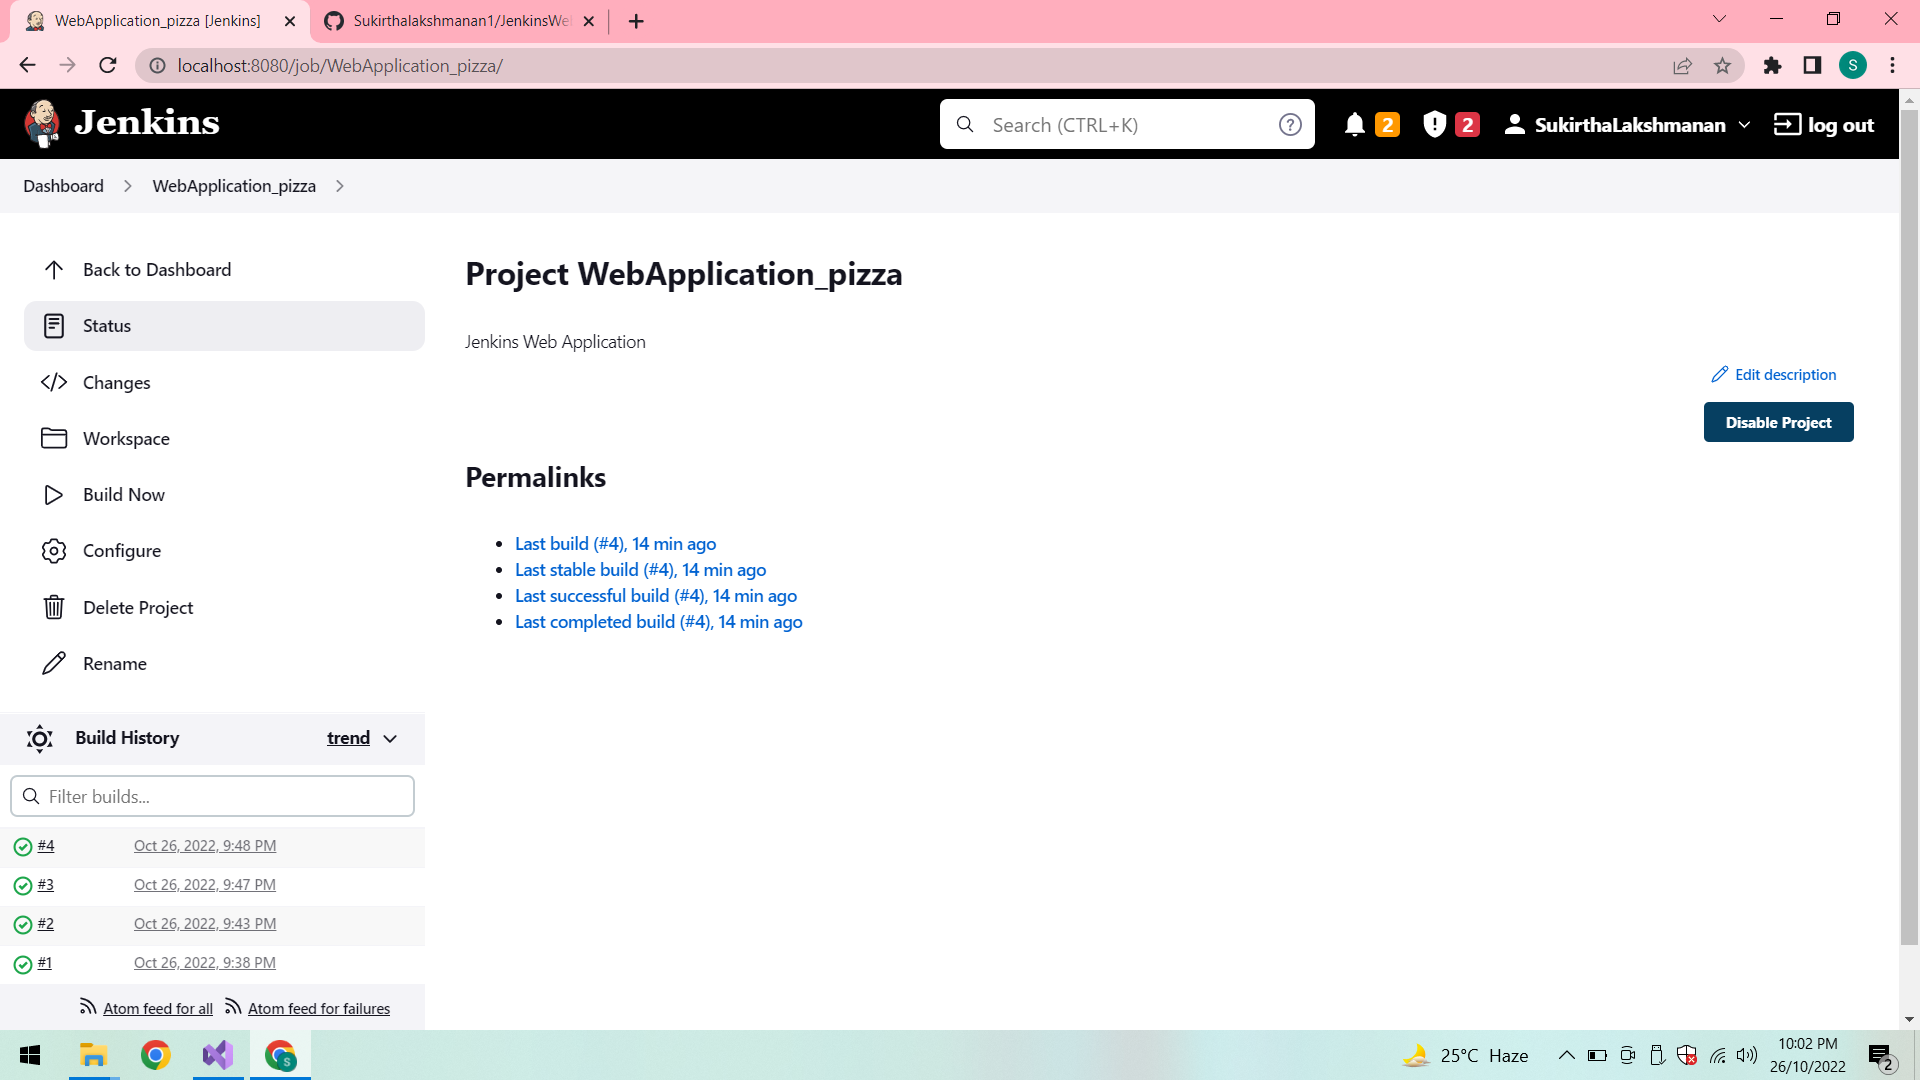 WebApplication_pizza [Jenkins]
Sukirthalakshmanan1/JenkinsWe
localhost:8080/job/WebApplication_pizza/
S
Jenkins
Search (CTRL+K)
2
2
SukirthaLakshmanan
log out
Dashboard
WebApplication_pizza
Back to Dashboard
Status
Changes
Workspace
Build Now
Configure
Delete Project
Rename
Project WebApplication_pizza
Jenkins Web Application
Edit description
Disable Project
Permalinks
Last build (#4), 14 min ago
Last stable build (#4), 14 min ago
Last successful build (#4), 14 min ago
Last completed build (#4), 14 min ago
Build History
trend
Filter builds...
#4 Oct 26, 2022, 9:48 PM
#3 Oct 26, 2022, 9:47 PM
#2 Oct 26, 2022, 9:43 PM
#1 Oct 26, 2022, 9:38 PM
Atom feed for all Atom feed for failures
S
25°C Haze
10:02 PM
26/10/2022
2